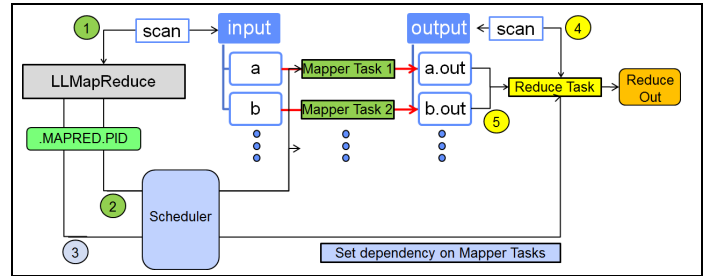 1
scan
input
output
scan
4
LLMapReduce
a
Mapper Task 1
a.out
Reduce Task
Reduce
Out
b
Mapper Task 2
b.out
5
.MAPRED.PID
2
Scheduler
3
Set dependency on Mapper Tasks